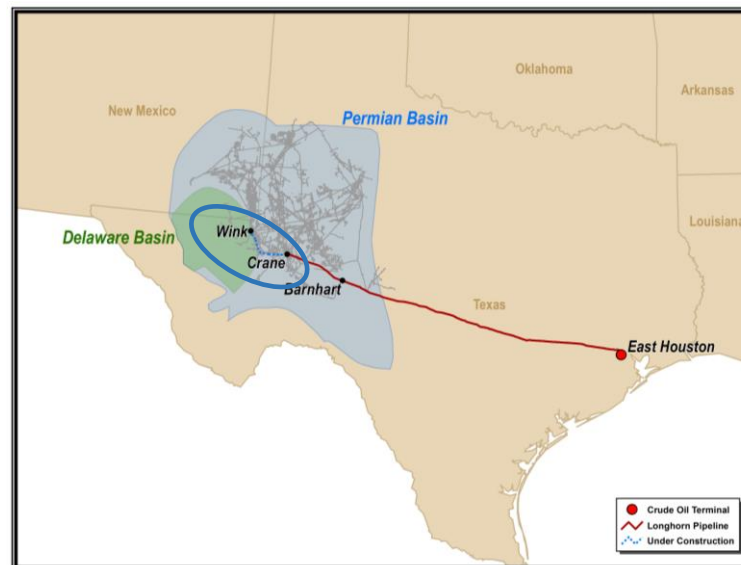 Oklahoma
Arkansas
New Mexico
Permian Basin
Louisiana
Wink
Delaware Basin
Crane
Barnhart
Texas
East Houston
Crude Oil Terminal
Longhorn Pipeline
Under Construction